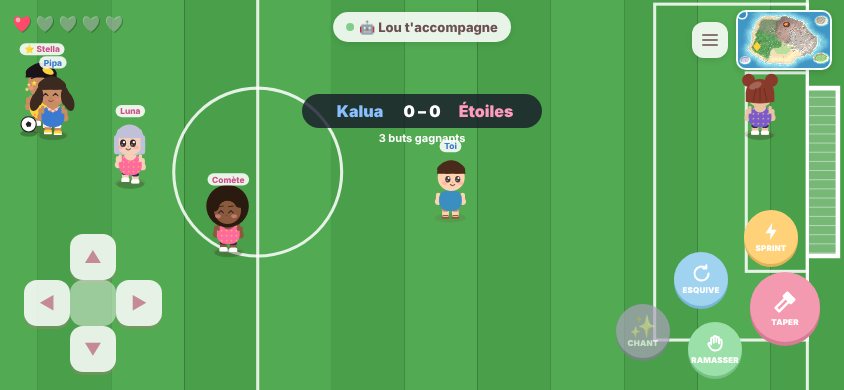 🤖 Lou t'accompagne
⭐ Stella
Pipa
Luna
Kalua 0 – 0 Étoiles
3 buts gagnants
Toi
Comète
SPRINT
ESQUIVE
TAPER
CHANT
RAMASSER